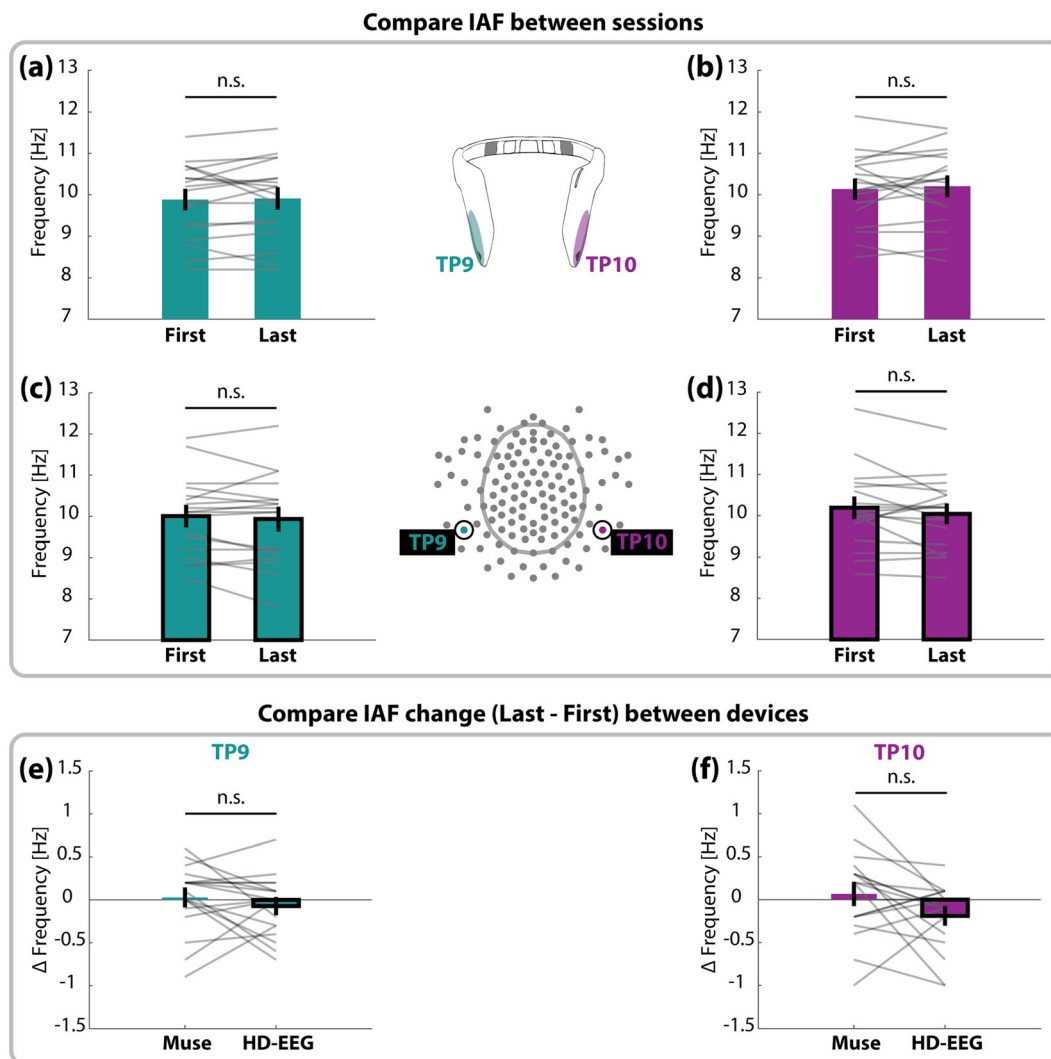 Compare IAF between sessions
(a)
13
12
11
10
9
8
7
Frequency [Hz]
n.s.
First
Last
TP9
TP10
(b)
13
12
11
10
9
8
7
Frequency [Hz]
n.s.
First
Last
(c)
13
12
11
10
9
8
7
Frequency [Hz]
n.s.
First
Last
TP9
TP10
(d)
13
12
11
10
9
8
7
Frequency [Hz]
n.s.
First
Last
Compare IAF change (Last - First) between devices
(e)
TP9
1.5
1
0.5
0
-0.5
-1
-1.5
Δ Frequency [Hz]
n.s.
Muse
HD-EEG
(f)
TP10
1.5
1
0.5
0
-0.5
-1
-1.5
Δ Frequency [Hz]
n.s.
Muse
HD-EEG